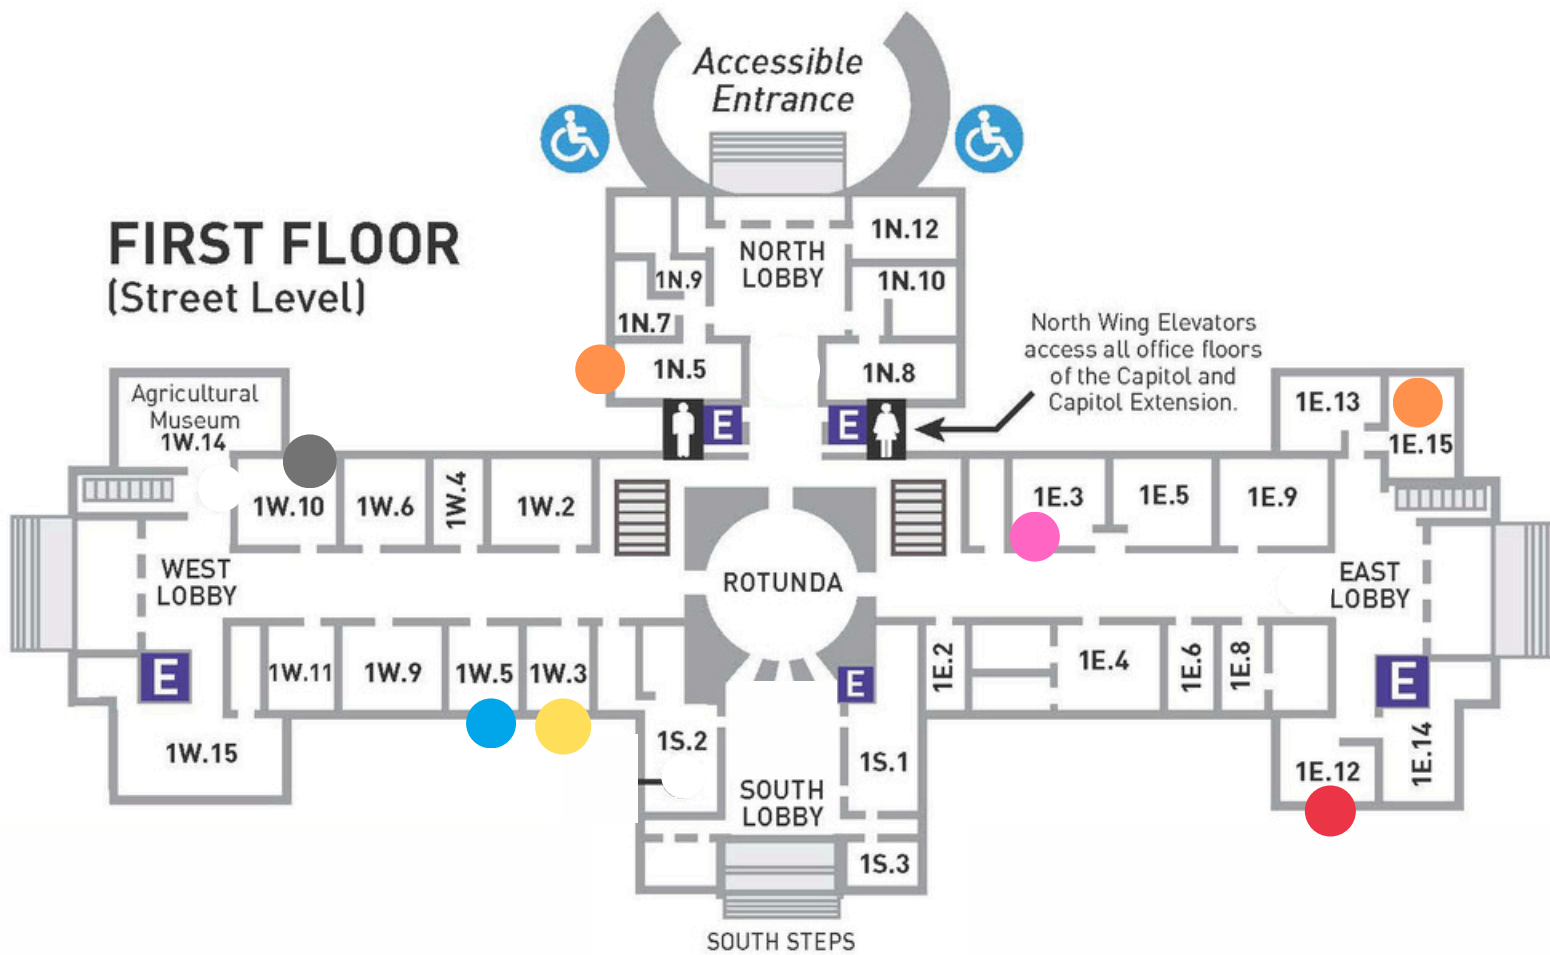 Accessible
Entrance
FIRST FLOOR
(Street Level)
1N.12
NORTH
LOBBY
1N.9
1N.10
1N.7
North Wing Elevators
access all office floors
of the Capitol and
Capitol Extension.
1N.5
1N.8
Agricultural
Museum
1W.14
E
E
1E.13
1E.15
1W.10
1W.6
1W.4
1W.2
1E.3
1E.5
1E.9
WEST
LOBBY
ROTUNDA
EAST
LOBBY
E
1W.11
1W.9
1W.5
1W.3
E
1E.2
1E.4
1E.6
1E.8
E
1W.15
1S.2
1S.1
1E.12
1E.14
SOUTH
LOBBY
1S.3
SOUTH STEPS